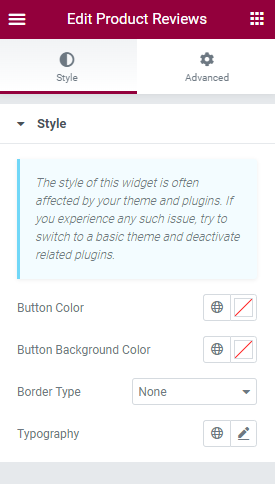 Edit Product Reviews
Style
Advanced
Style
The style of this widget is often
affected by your theme and plugins. If
you experience any such issue, try to
switch to a basic theme and deactivate
related plugins.
Button Color
Button Background Color
Border Type
None
Typography